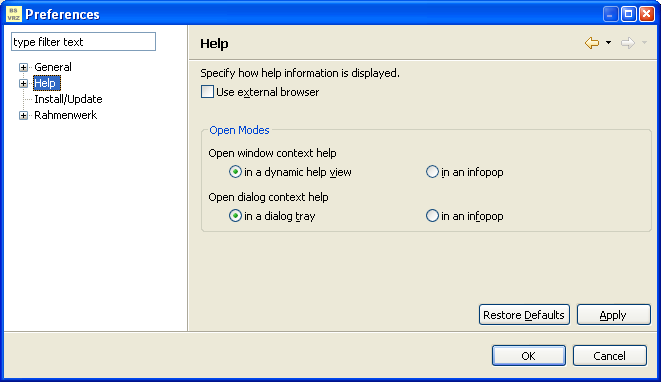 BS
VRZ
Preferences
type filter text
General
Help
Install/Update
Rahmenwerk
Help
Specify how help information is displayed.
Use external browser
Open Modes
Open window context help
in a dynamic help view
in an infopop
Open dialog context help
in a dialog tray
in an infopop
Restore Defaults
Apply
OK
Cancel